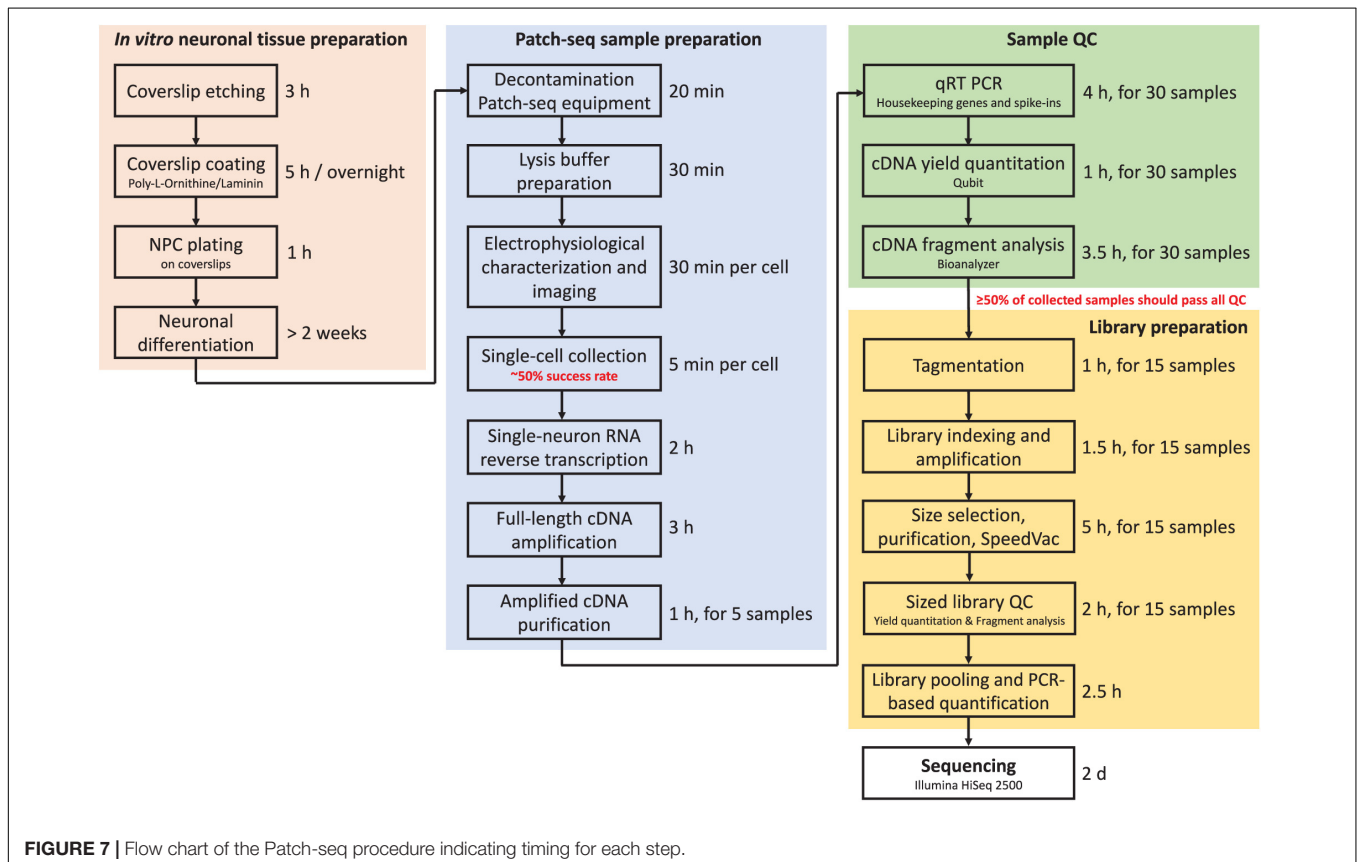 In vitro neuronal tissue preparation
Coverslip etching
3 h
Coverslip coating
Poly-L-Ornithine/Laminin
5 h / overnight
NPC plating
on coverslips
1 h
Neuronal
differentiation
> 2 weeks
Patch-seq sample preparation
Decontamination
Patch-seq equipment
20 min
Lysis buffer
preparation
30 min
Electrophysiological
characterization and
imaging
30 min per cell
Single-cell collection
~50% success rate
5 min per cell
Single-neuron RNA
reverse transcription
2 h
Full-length cDNA
amplification
3 h
Amplified cDNA
purification
1 h, for 5 samples
Sample QC
qRT PCR
Housekeeping genes and spike-ins
4 h, for 30 samples
cDNA yield quantitation
Qubit
1 h, for 30 samples
cDNA fragment analysis
Bioanalyzer
3.5 h, for 30 samples
≥50% of collected samples should pass all QC
Library preparation
Tagmentation
1 h, for 15 samples
Library indexing and
amplification
1.5 h, for 15 samples
Size selection,
purification, SpeedVac
5 h, for 15 samples
Sized library QC
Yield quantitation & Fragment analysis
2 h, for 15 samples
Library pooling and PCR-
based quantification
2.5 h
Sequencing
Illumina HiSeq 2500
2 d
FIGURE 7 | Flow chart of the Patch-seq procedure indicating timing for each step.